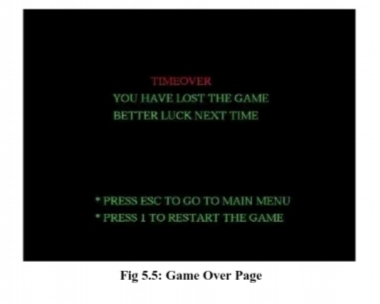 TIMEOVER
YOU HAVE LOST THE GAME
BETTER LUCK NEXT TIME
* PRESS ESC TO GO TO MAIN MENU
* PRESS 1 TO RESTART THE GAME
Fig 5.5: Game Over Page